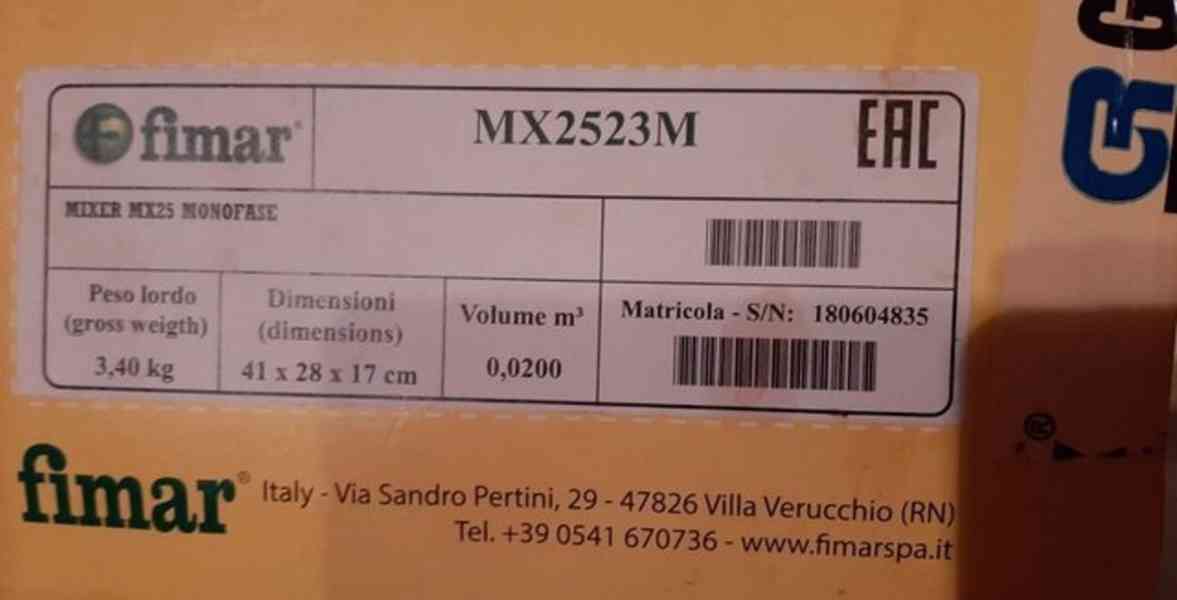 fimar®
MX2523M
EAC
MIXER MX25 MONOFASE
Peso lordo
(gross weigth)
3,40 kg
Dimensioni
(dimensions)
41 x 28 x 17 cm
Volume m³
0,0200
Matricola - S/N: 180604835
fimar® Italy - Via Sandro Pertini, 29 - 47826 Villa Verucchio (RN)
Tel. +39 0541 670736 - www.fimarspa.it